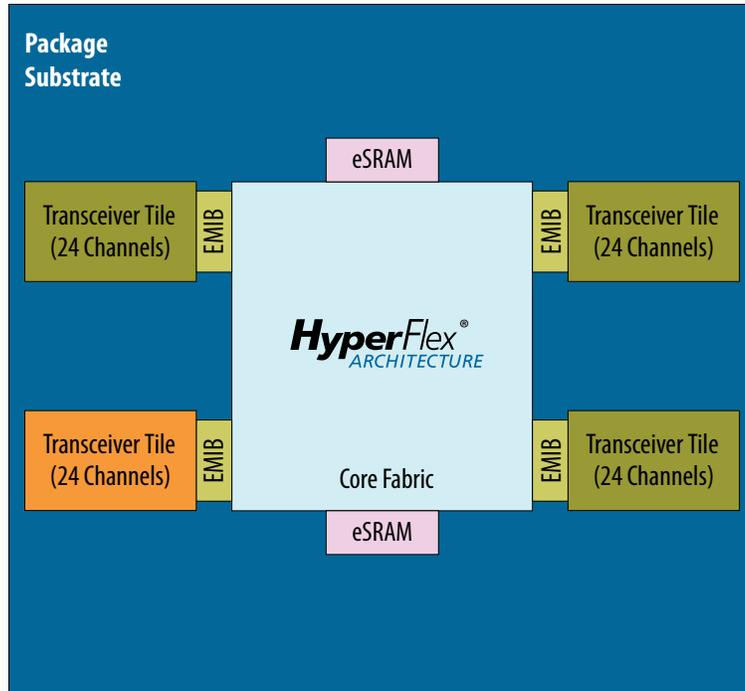 Package
Substrate
eSRAM
Transceiver Tile
(24 Channels)
EMIB
EMIB
Transceiver Tile
(24 Channels)
HyperFlex®
ARCHITECTURE
Transceiver Tile
(24 Channels)
EMIB
Core Fabric
EMIB
Transceiver Tile
(24 Channels)
eSRAM